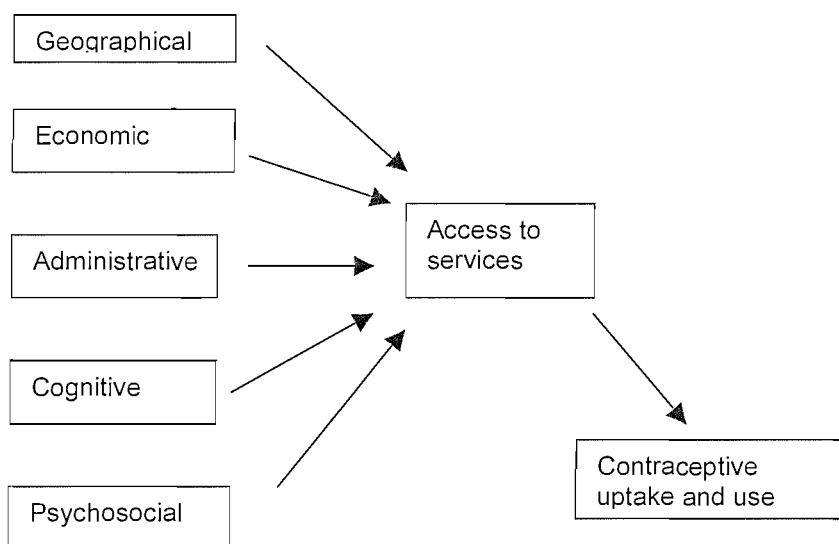 Geographical
Economic
Administrative
Cognitive
Psychosocial
Access to
services
Contraceptive
uptake and use